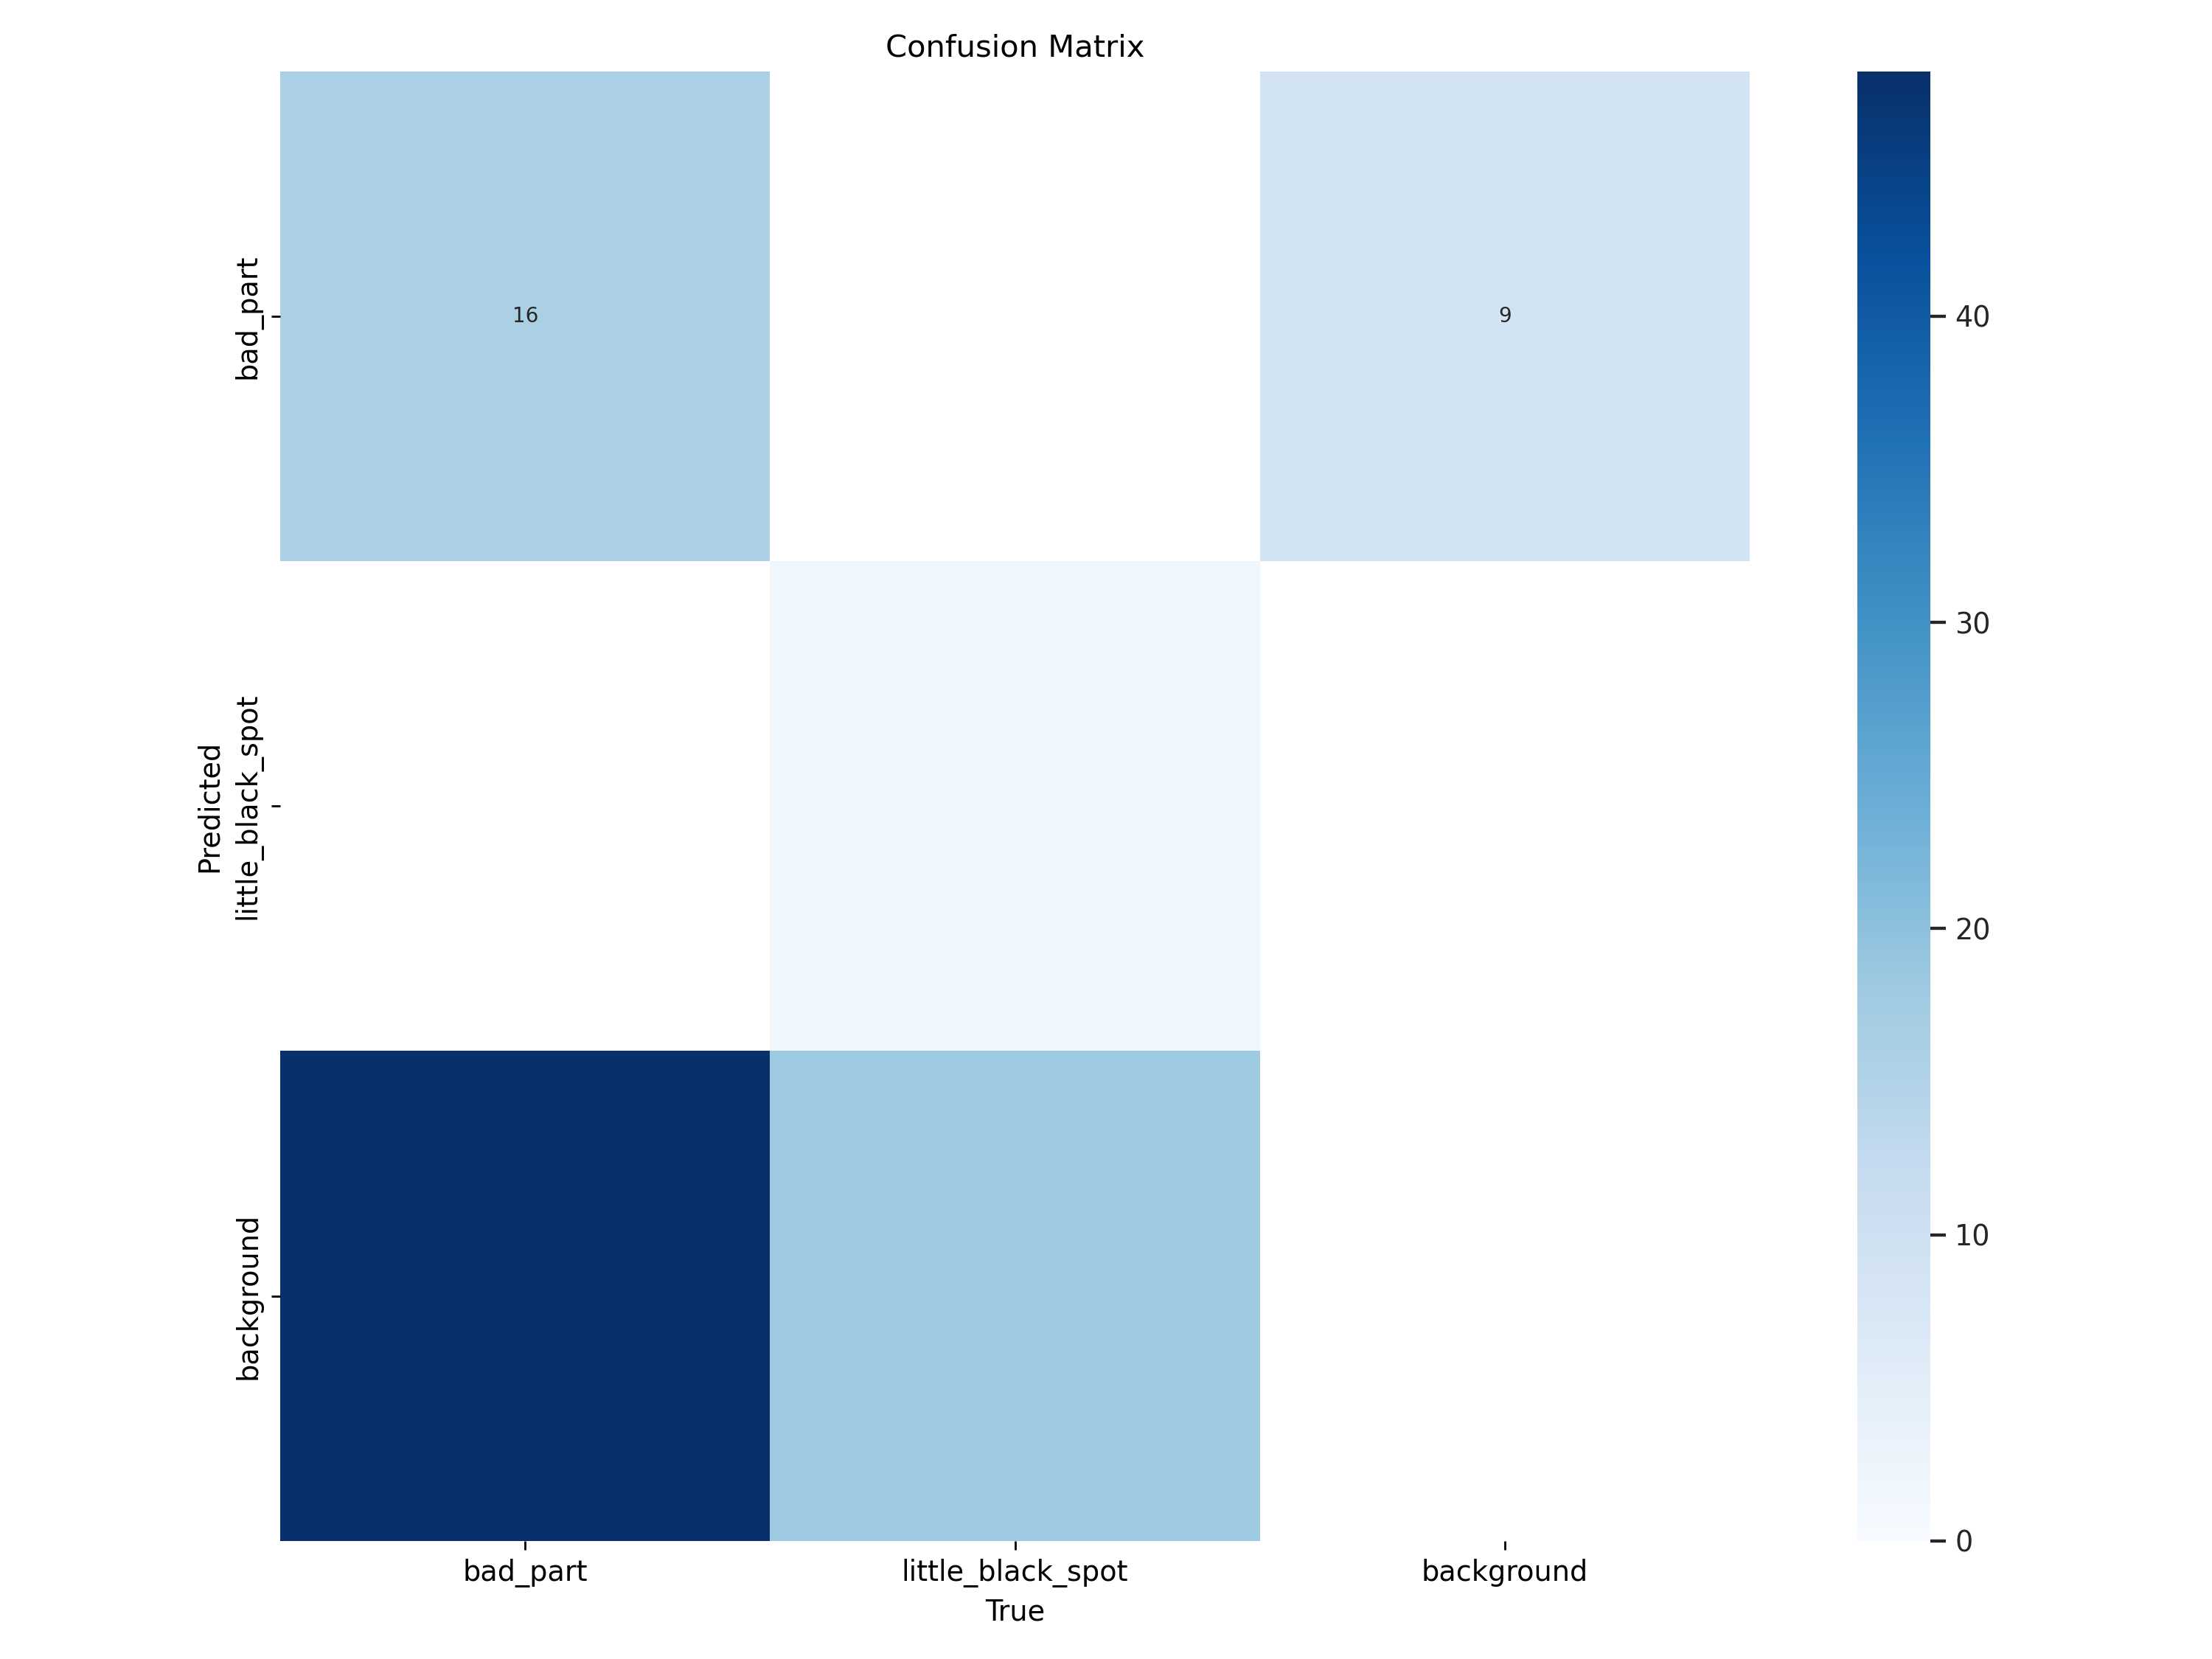 Confusion Matrix
bad_part
little_black_spot
background
Predicted
16
9
bad_part
little_black_spot
background
True
40
30
20
10
0